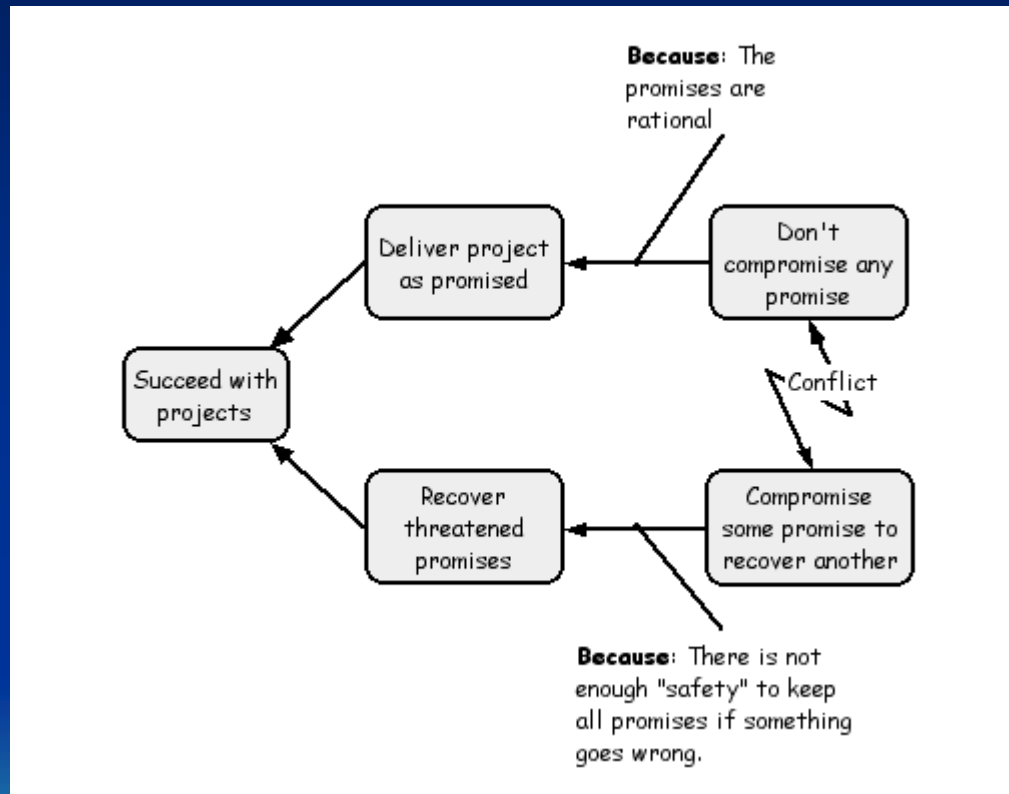 Because: The
promises are
rational
Deliver project
as promised
Don't
compromise any
promise
Succeed with
projects
Conflict
Recover
threatened
promises
Compromise
some promise to
recover another
Because: There is not
enough "safety" to keep
all promises if something
goes wrong.